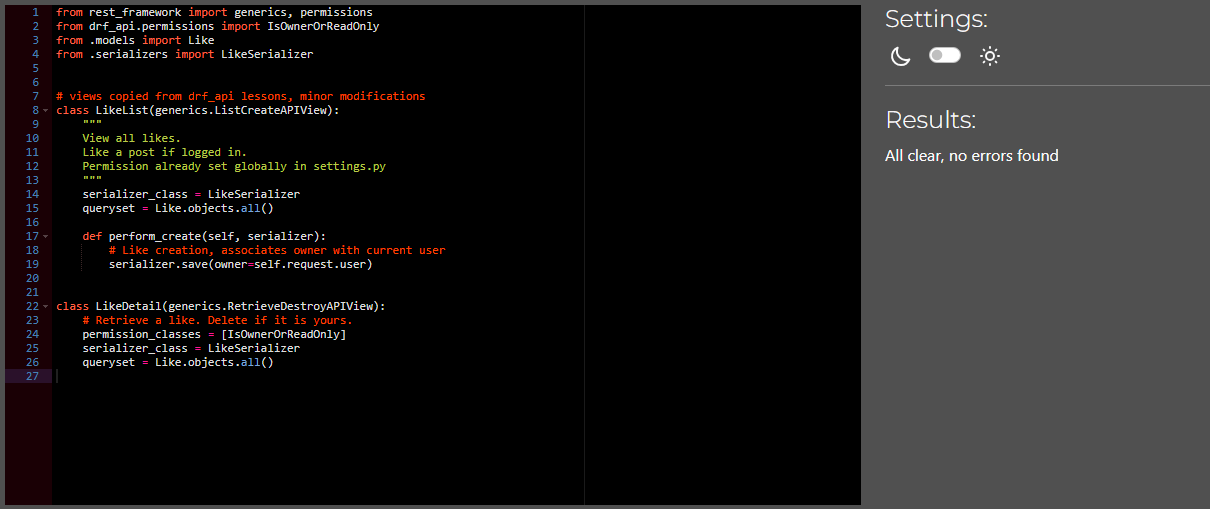 1 from rest_framework import generics, permissions
2 from drf_api.permissions import IsOwnerOrReadOnly
3 from .models import Like
4 from .serializers import LikeSerializer
5
6
7 # views copied from drf_api lessons, minor modifications
8 class LikeList(generics.ListCreateAPIView):
9     """
10     View all likes.
11     Like a post if logged in.
12     Permission already set globally in settings.py
13     """
14     serializer_class = LikeSerializer
15     queryset = Like.objects.all()
16
17     def perform_create(self, serializer):
18         # Like creation, associates owner with current user
19         serializer.save(owner=self.request.user)
20
21
22 class LikeDetail(generics.RetrieveDestroyAPIView):
23     # Retrieve a like. Delete if it is yours.
24     permission_classes = [IsOwnerOrReadOnly]
25     serializer_class = LikeSerializer
26     queryset = Like.objects.all()
27
Settings:
Results:
All clear, no errors found